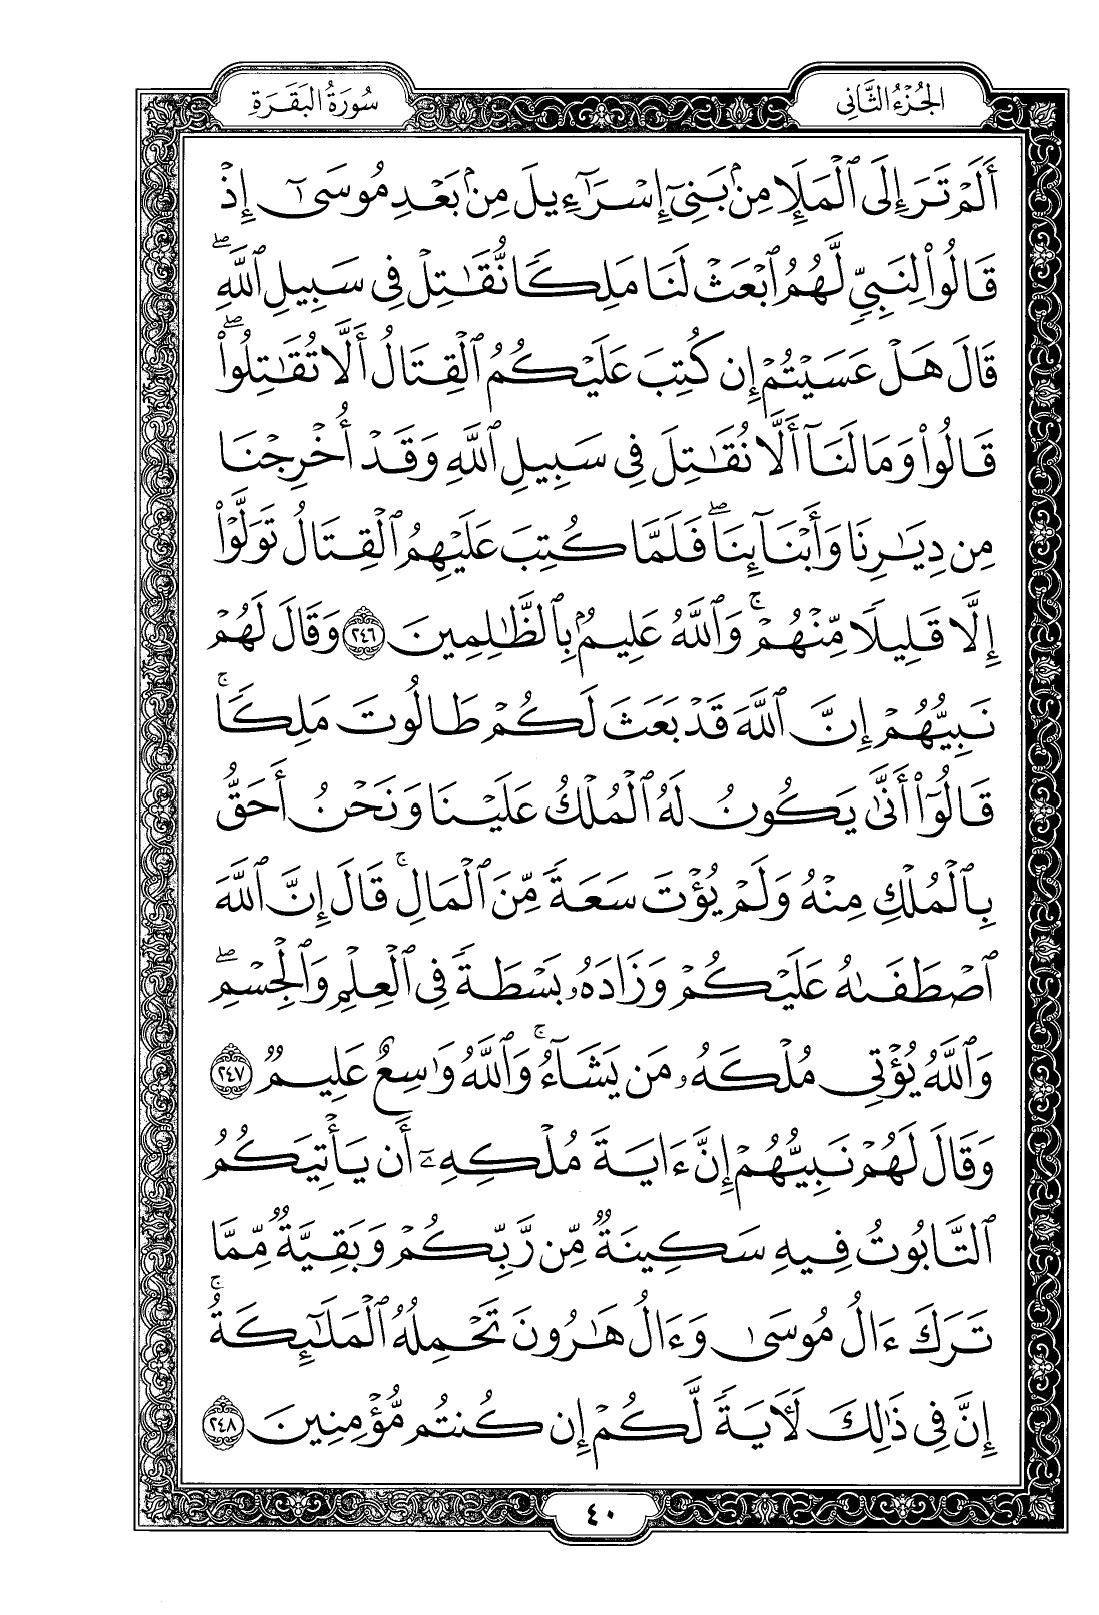 الجُزْءُ الثَّانِي
سُورَةُ البَقَرَةِ
أَلَمْ تَرَ إِلَى ٱلْمَلَإِ مِنۢ بَنِىٓ إِسْرَٰٓءِيلَ مِنۢ بَعْدِ مُوسَىٰٓ إِذْ
قَالُوا۟ لِنَبِىٍّ لَّهُمُ ٱبْعَثْ لَنَا مَلِكًا نُّقَٰتِلْ فِى سَبِيلِ ٱللَّهِ ۖ
قَالَ هَلْ عَسَيْتُمْ إِن كُتِبَ عَلَيْكُمُ ٱلْقِتَالُ أَلَّا تُقَٰتِلُوا۟ ۖ
قَالُوا۟ وَمَا لَنَآ أَلَّا نُقَٰتِلَ فِى سَبِيلِ ٱللَّهِ وَقَدْ أُخْرِجْنَا
مِن دِيَٰرِنَا وَأَبْنَآئِنَا ۖ فَلَمَّا كُتِبَ عَلَيْهِمُ ٱلْقِتَالُ تَوَلَّوْا۟
إِلَّا قَلِيلًا مِّنْهُمْ ۚ وَٱللَّهُ عَلِيمٌۢ بِٱلظَّٰلِمِينَ ٢٤٦ وَقَالَ لَهُمْ
نَبِيُّهُمْ إِنَّ ٱللَّهَ قَدْ بَعَثَ لَكُمْ طَالُوتَ مَلِكًا ۚ
قَالُوٓا۟ أَنَّىٰ يَكُونُ لَهُ ٱلْمُلْكُ عَلَيْنَا وَنَحْنُ أَحَقُّ
بِٱلْمُلْكِ مِنْهُ وَلَمْ يُؤْتَ سَعَةً مِّنَ ٱلْمَالِ ۚ قَالَ إِنَّ ٱللَّهَ
ٱصْطَفَىٰهُ عَلَيْكُمْ وَزَادَهُۥ بَسْطَةً فِى ٱلْعِلْمِ وَٱلْجِسْمِ ۖ
وَٱللَّهُ يُؤْتِى مُلْكَهُۥ مَن يَشَآءُ ۚ وَٱللَّهُ وَٰسِعٌ عَلِيمٌ ٢٤٧
وَقَالَ لَهُمْ نَبِيُّهُمْ إِنَّ ءَايَةَ مُلْكِهِۦٓ أَن يَأْتِيَكُمُ
ٱلتَّابُوتُ فِيهِ سَكِينَةٌ مِّن رَّبِّكُمْ وَبَقِيَّةٌ مِّمَّا
تَرَكَ ءَالُ مُوسَىٰ وَءَالُ هَٰرُونَ تَحْمِلُهُ ٱلْمَلَٰٓئِكَةُ ۚ
إِنَّ فِى ذَٰلِكَ لَءَايَةً لَّكُمْ إِن كُنتُم مُّؤْمِنِينَ ٢٤٨
٤٠